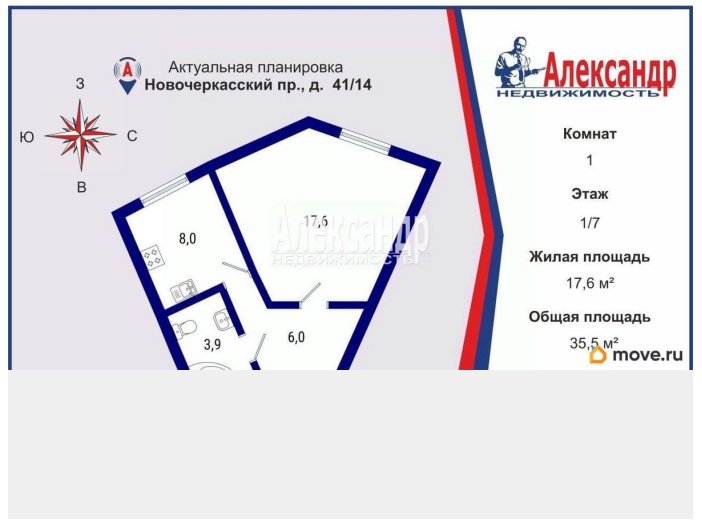 Актуальная планировка
Новочеркасский пр., д. 41/14
З
Ю
С
В
17,6
8,0
3,9
6,0
Александр
НЕДВИЖИМОСТЬ
Александр
НЕДВИЖИМОСТЬ
Комнат
1
Этаж
1/7
Жилая площадь
17,6 м²
Общая площадь
35,5 м²
move.ru